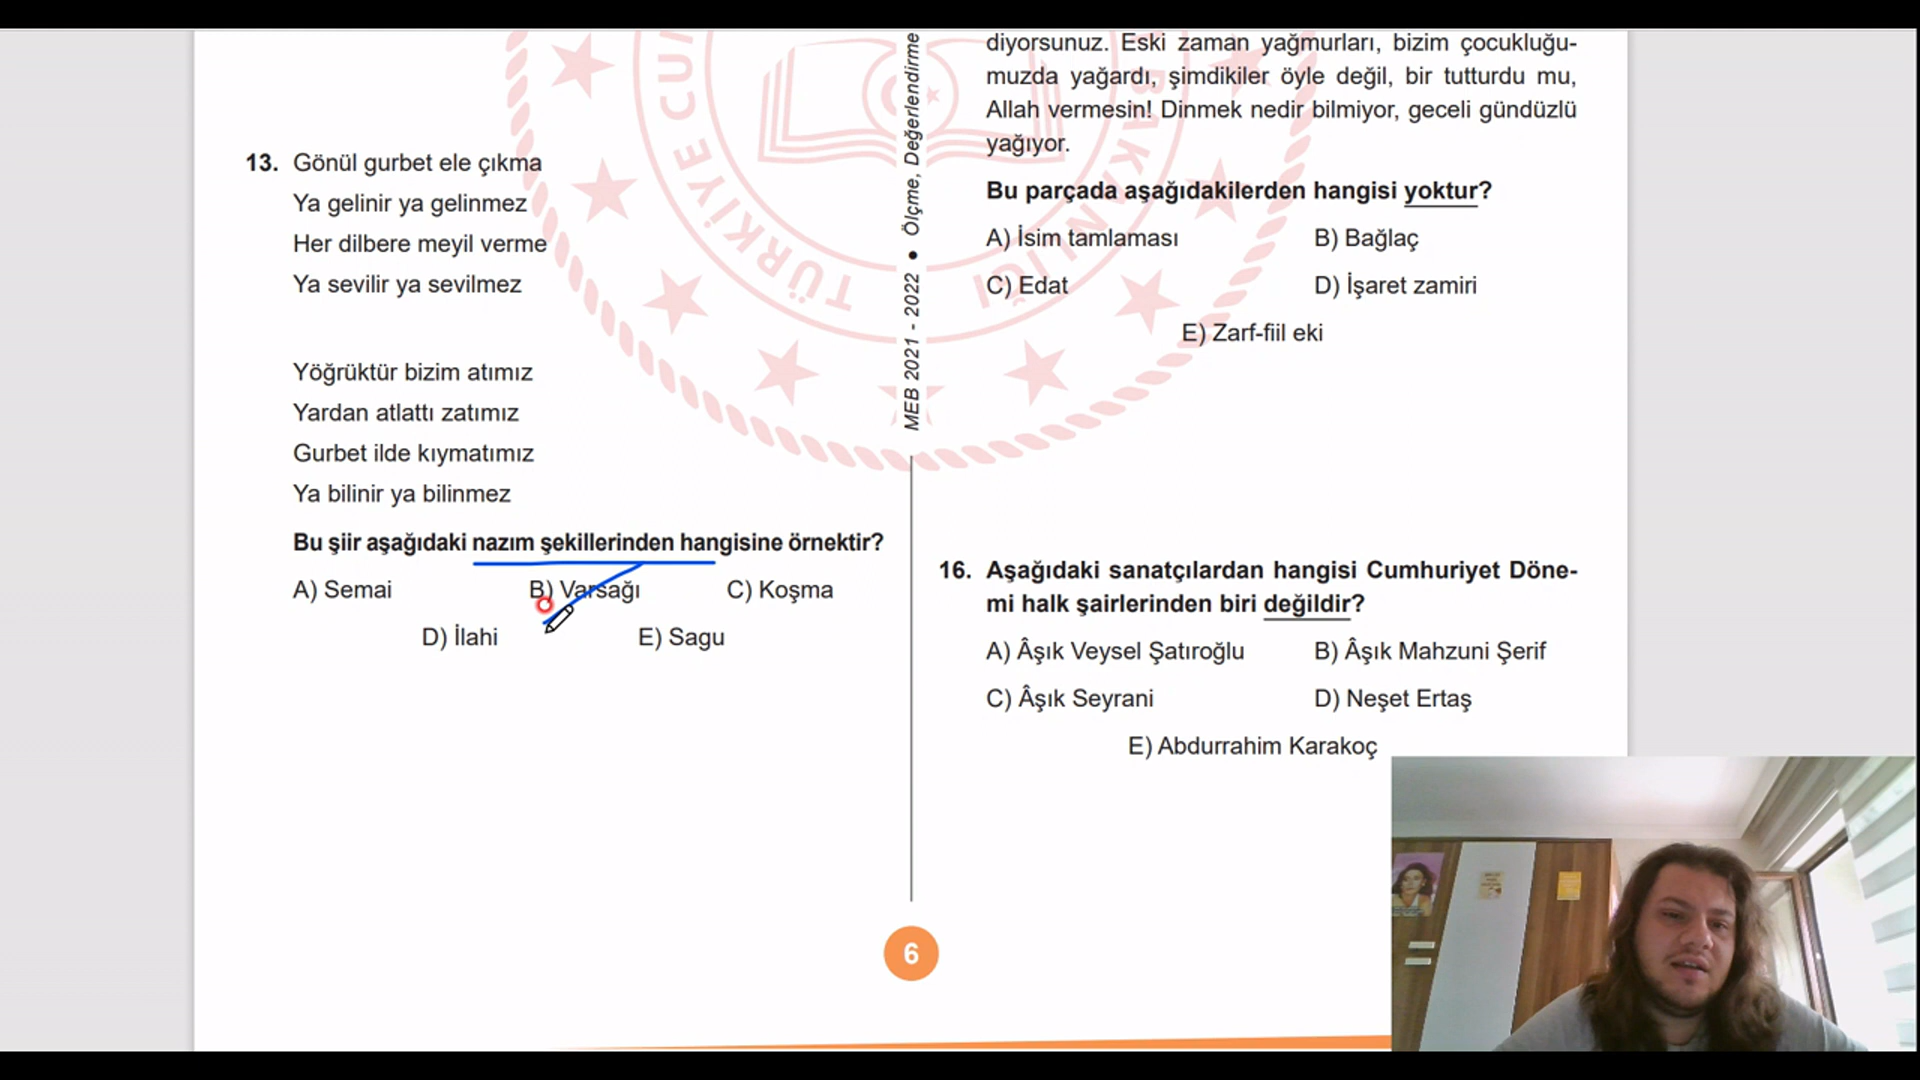 13. Gönül gurbet ele çıkma
Ya gelinir ya gelinmez
Her dilbere meyil verme
Ya sevilir ya sevilmez
Yöğrüktür bizim atımız
Yardan atlattı zatımız
Gurbet ilde kıymatımız
Ya bilinir ya bilinmez
Bu şiir aşağıdaki nazım şekillerinden hangisine örnektir?
A) Semai B) Varsağı C) Koşma
D) İlahi E) Sagu
MEB 2021 - 2022 ● Ölçme, Değerlendirme
TÜRKİYE CU
BAKANLIĞI
diyorsunuz. Eski zaman yağmurları, bizim çocukluğu-
muzda yağardı, şimdikiler öyle değil, bir tutturdu mu,
Allah vermesin! Dinmek nedir bilmiyor, geceli gündüzlü
yağıyor.
Bu parçada aşağıdakilerden hangisi yoktur?
A) İsim tamlaması B) Bağlaç
C) Edat D) İşaret zamiri
E) Zarf-fiil eki
16. Aşağıdaki sanatçılardan hangisi Cumhuriyet Döne-
mi halk şairlerinden biri değildir?
A) Âşık Veysel Şatıroğlu B) Âşık Mahzuni Şerif
C) Âşık Seyrani D) Neşet Ertaş
E) Abdurrahim Karakoç
6